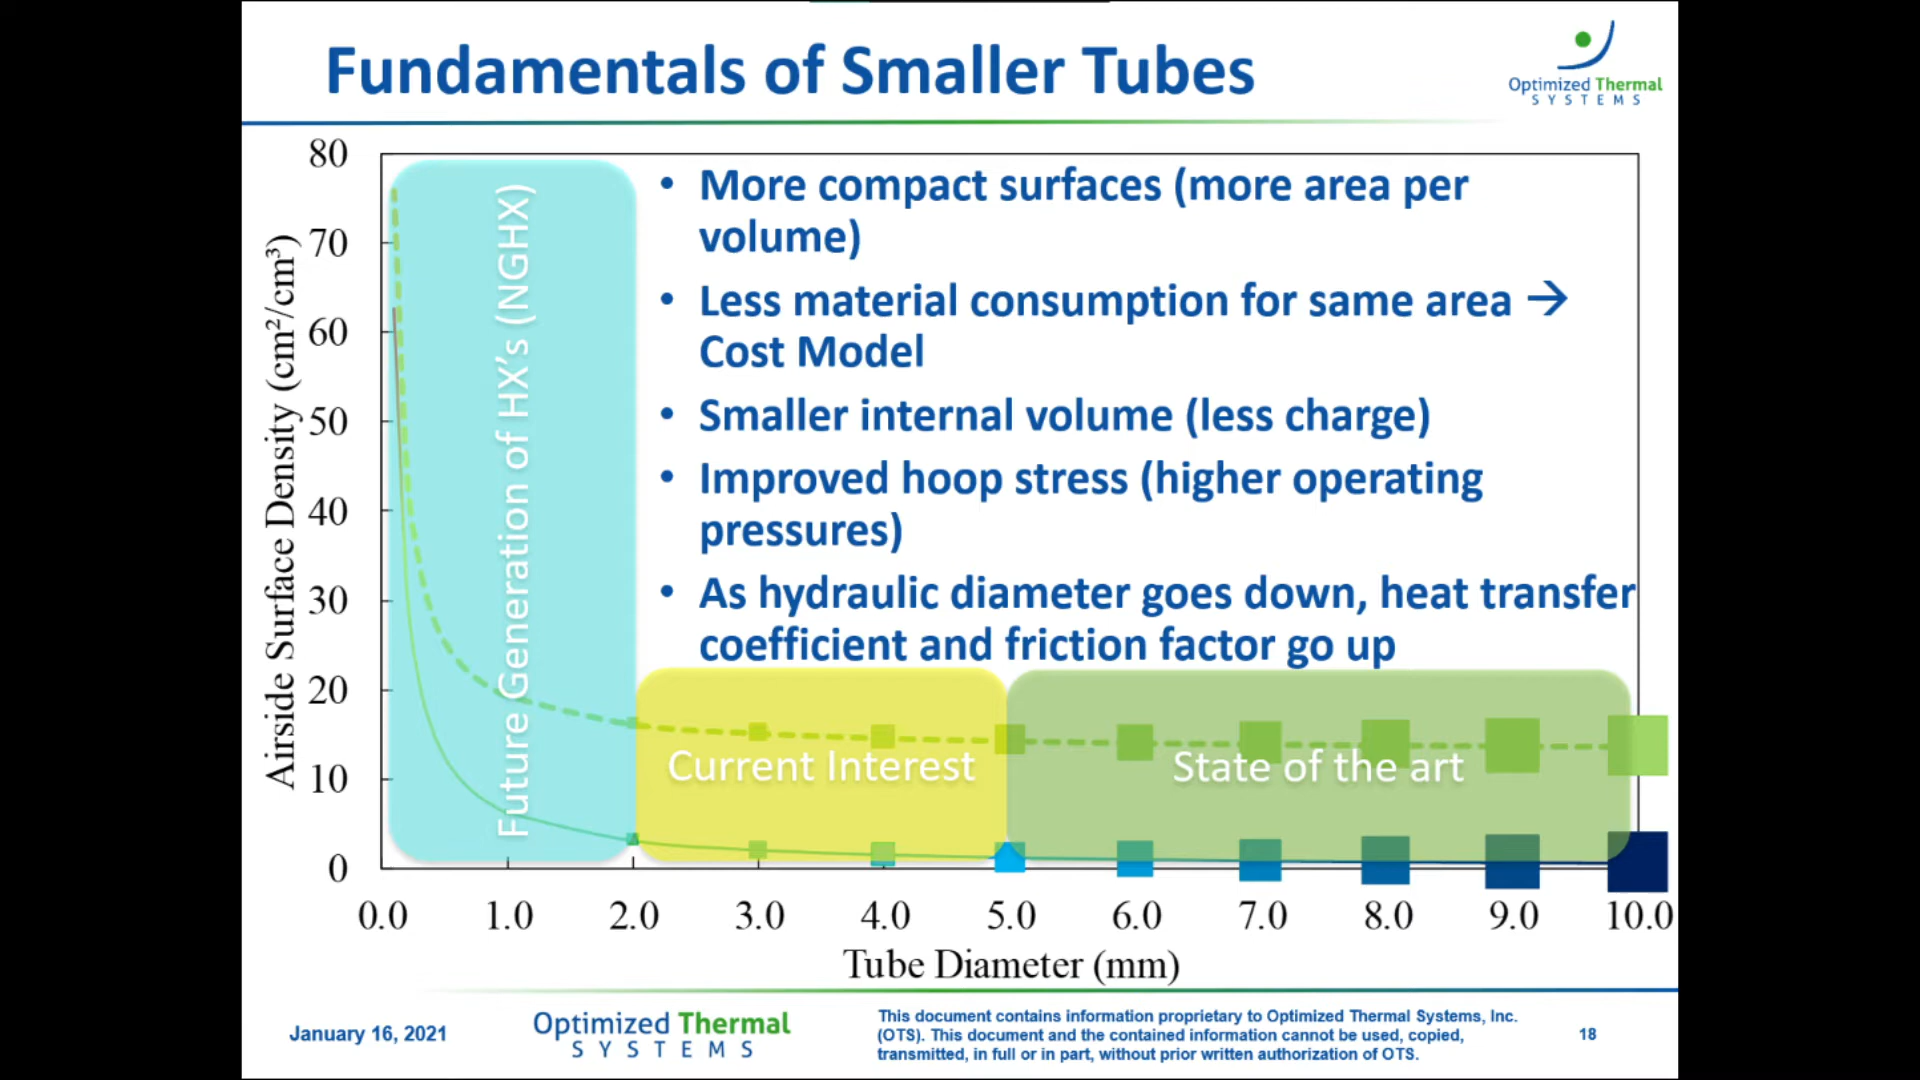 Fundamentals of Smaller Tubes
Optimized Thermal
SYSTEMS
80
70
60
50
40
30
20
10
0
Airside Surface Density (cm²/cm³)
Future Generation of HX's (NGHX)
• More compact surfaces (more area per
volume)
• Less material consumption for same area →
Cost Model
• Smaller internal volume (less charge)
• Improved hoop stress (higher operating
pressures)
• As hydraulic diameter goes down, heat transfer
coefficient and friction factor go up
Current Interest
State of the art
0.0 1.0 2.0 3.0 4.0 5.0 6.0 7.0 8.0 9.0 10.0
Tube Diameter (mm)
January 16, 2021
Optimized Thermal
SYSTEMS
This document contains information proprietary to Optimized Thermal Systems, Inc.
(OTS). This document and the contained information cannot be used, copied,
transmitted, in full or in part, without prior written authorization of OTS.
18